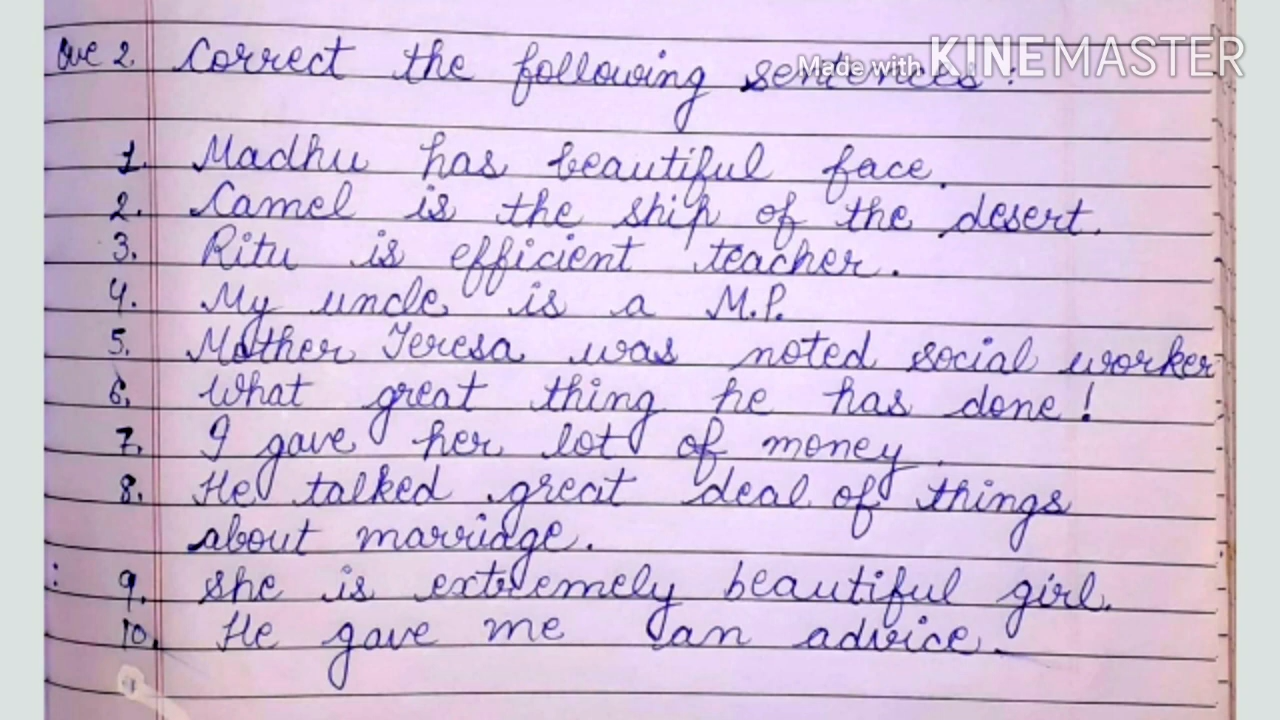 Que 2. Correct the following sentences :
Made with KINEMASTER
1. Madhu has beautiful face.
2. Camel is the ship of the desert.
3. Ritu is efficient teacher.
4. My uncle is a M.P.
5. Mother Teresa was noted social worker
6. What great thing he has done!
7. I gave her lot of money.
8. He talked great deal of things
about marriage.
9. She is extremely beautiful girl.
10. He gave me an advice.